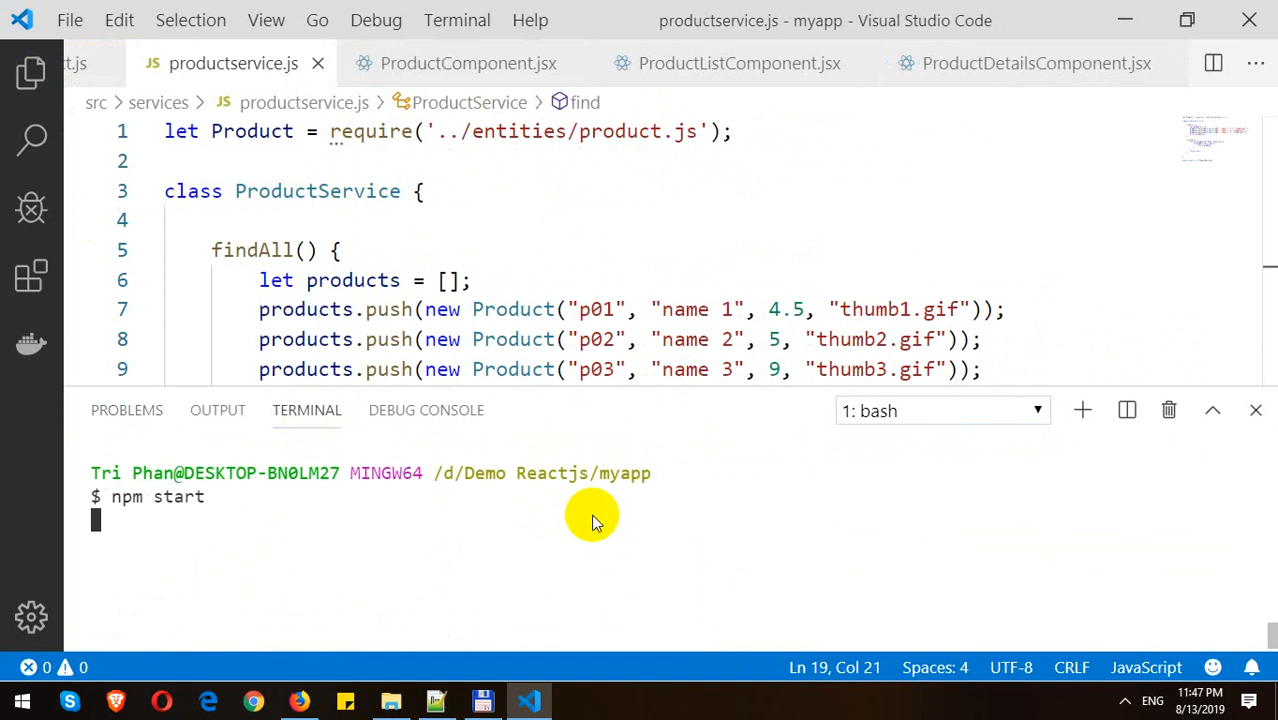 File Edit Selection View Go Debug Terminal Help productservice.js - myapp - Visual Studio Code
t.js JS productservice.js ProductComponent.jsx ProductListComponent.jsx ProductDetailsComponent.jsx ...
src > services > JS productservice.js > ProductService > find
1 let Product = require('../entities/product.js');
2
3 class ProductService {
4
5 findAll() {
6 let products = [];
7 products.push(new Product("p01", "name 1", 4.5, "thumb1.gif"));
8 products.push(new Product("p02", "name 2", 5, "thumb2.gif"));
9 products.push(new Product("p03", "name 3", 9, "thumb3.gif"));
PROBLEMS OUTPUT TERMINAL DEBUG CONSOLE 1: bash
Tri Phan@DESKTOP-BN0LM27 MINGW64 /d/Demo Reactjs/myapp
$ npm start
0 0 Ln 19, Col 21 Spaces: 4 UTF-8 CRLF JavaScript
ENG 11:47 PM
8/13/2019